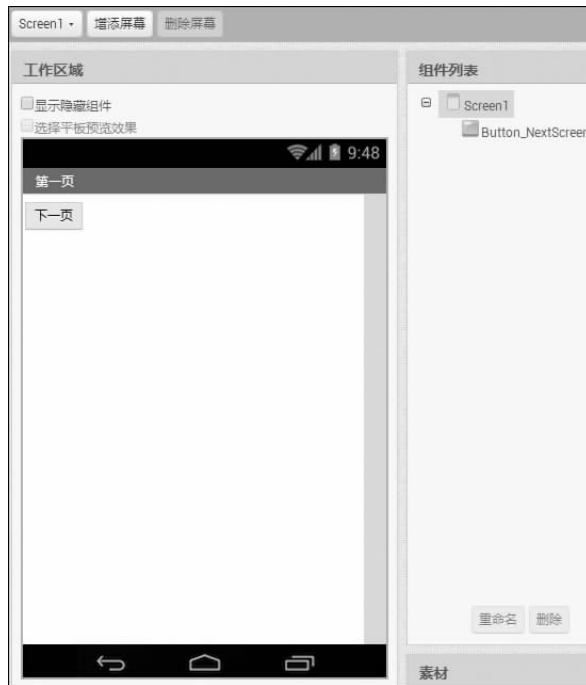 Screen1 增添屏幕 删除屏幕
工作区域
显示隐藏组件
选择平板预览效果
9:48
第一页
下一页
组件列表
Screen1
Button_NextScreen
重命名 删除
素材